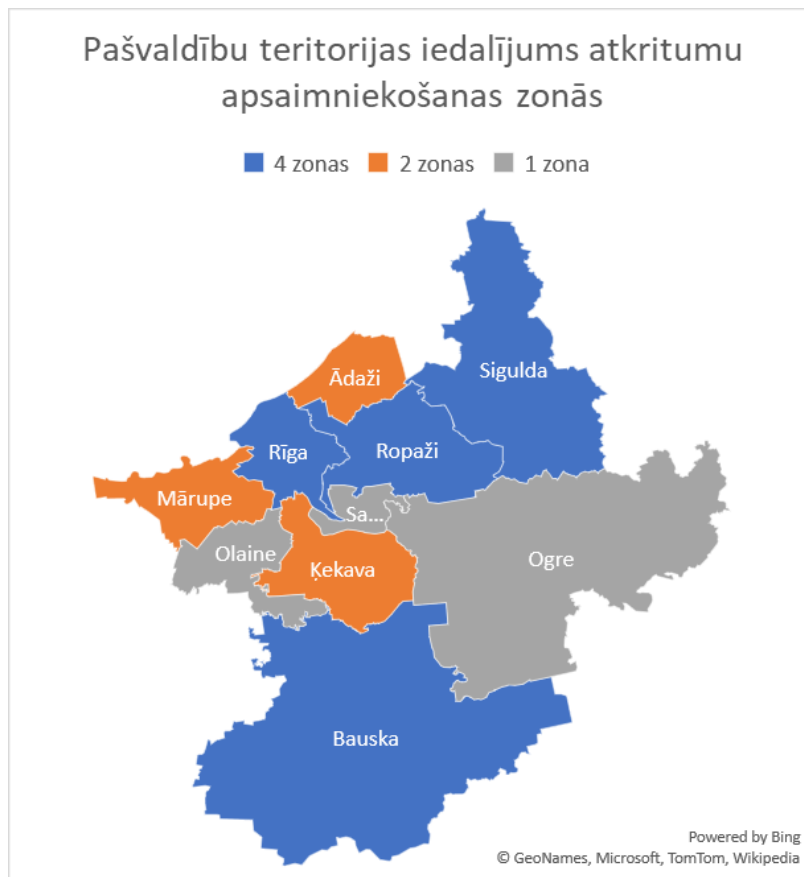 Pašvaldību teritorijas iedalījums atkritumu
apsaimniekošanas zonās
4 zonas 2 zonas 1 zona
Sigulda
Ādaži
Rīga
Ropaži
Mārupe
Sa...
Olaine
Ķekava
Ogre
Bauska
Powered by Bing
© GeoNames, Microsoft, TomTom, Wikipedia